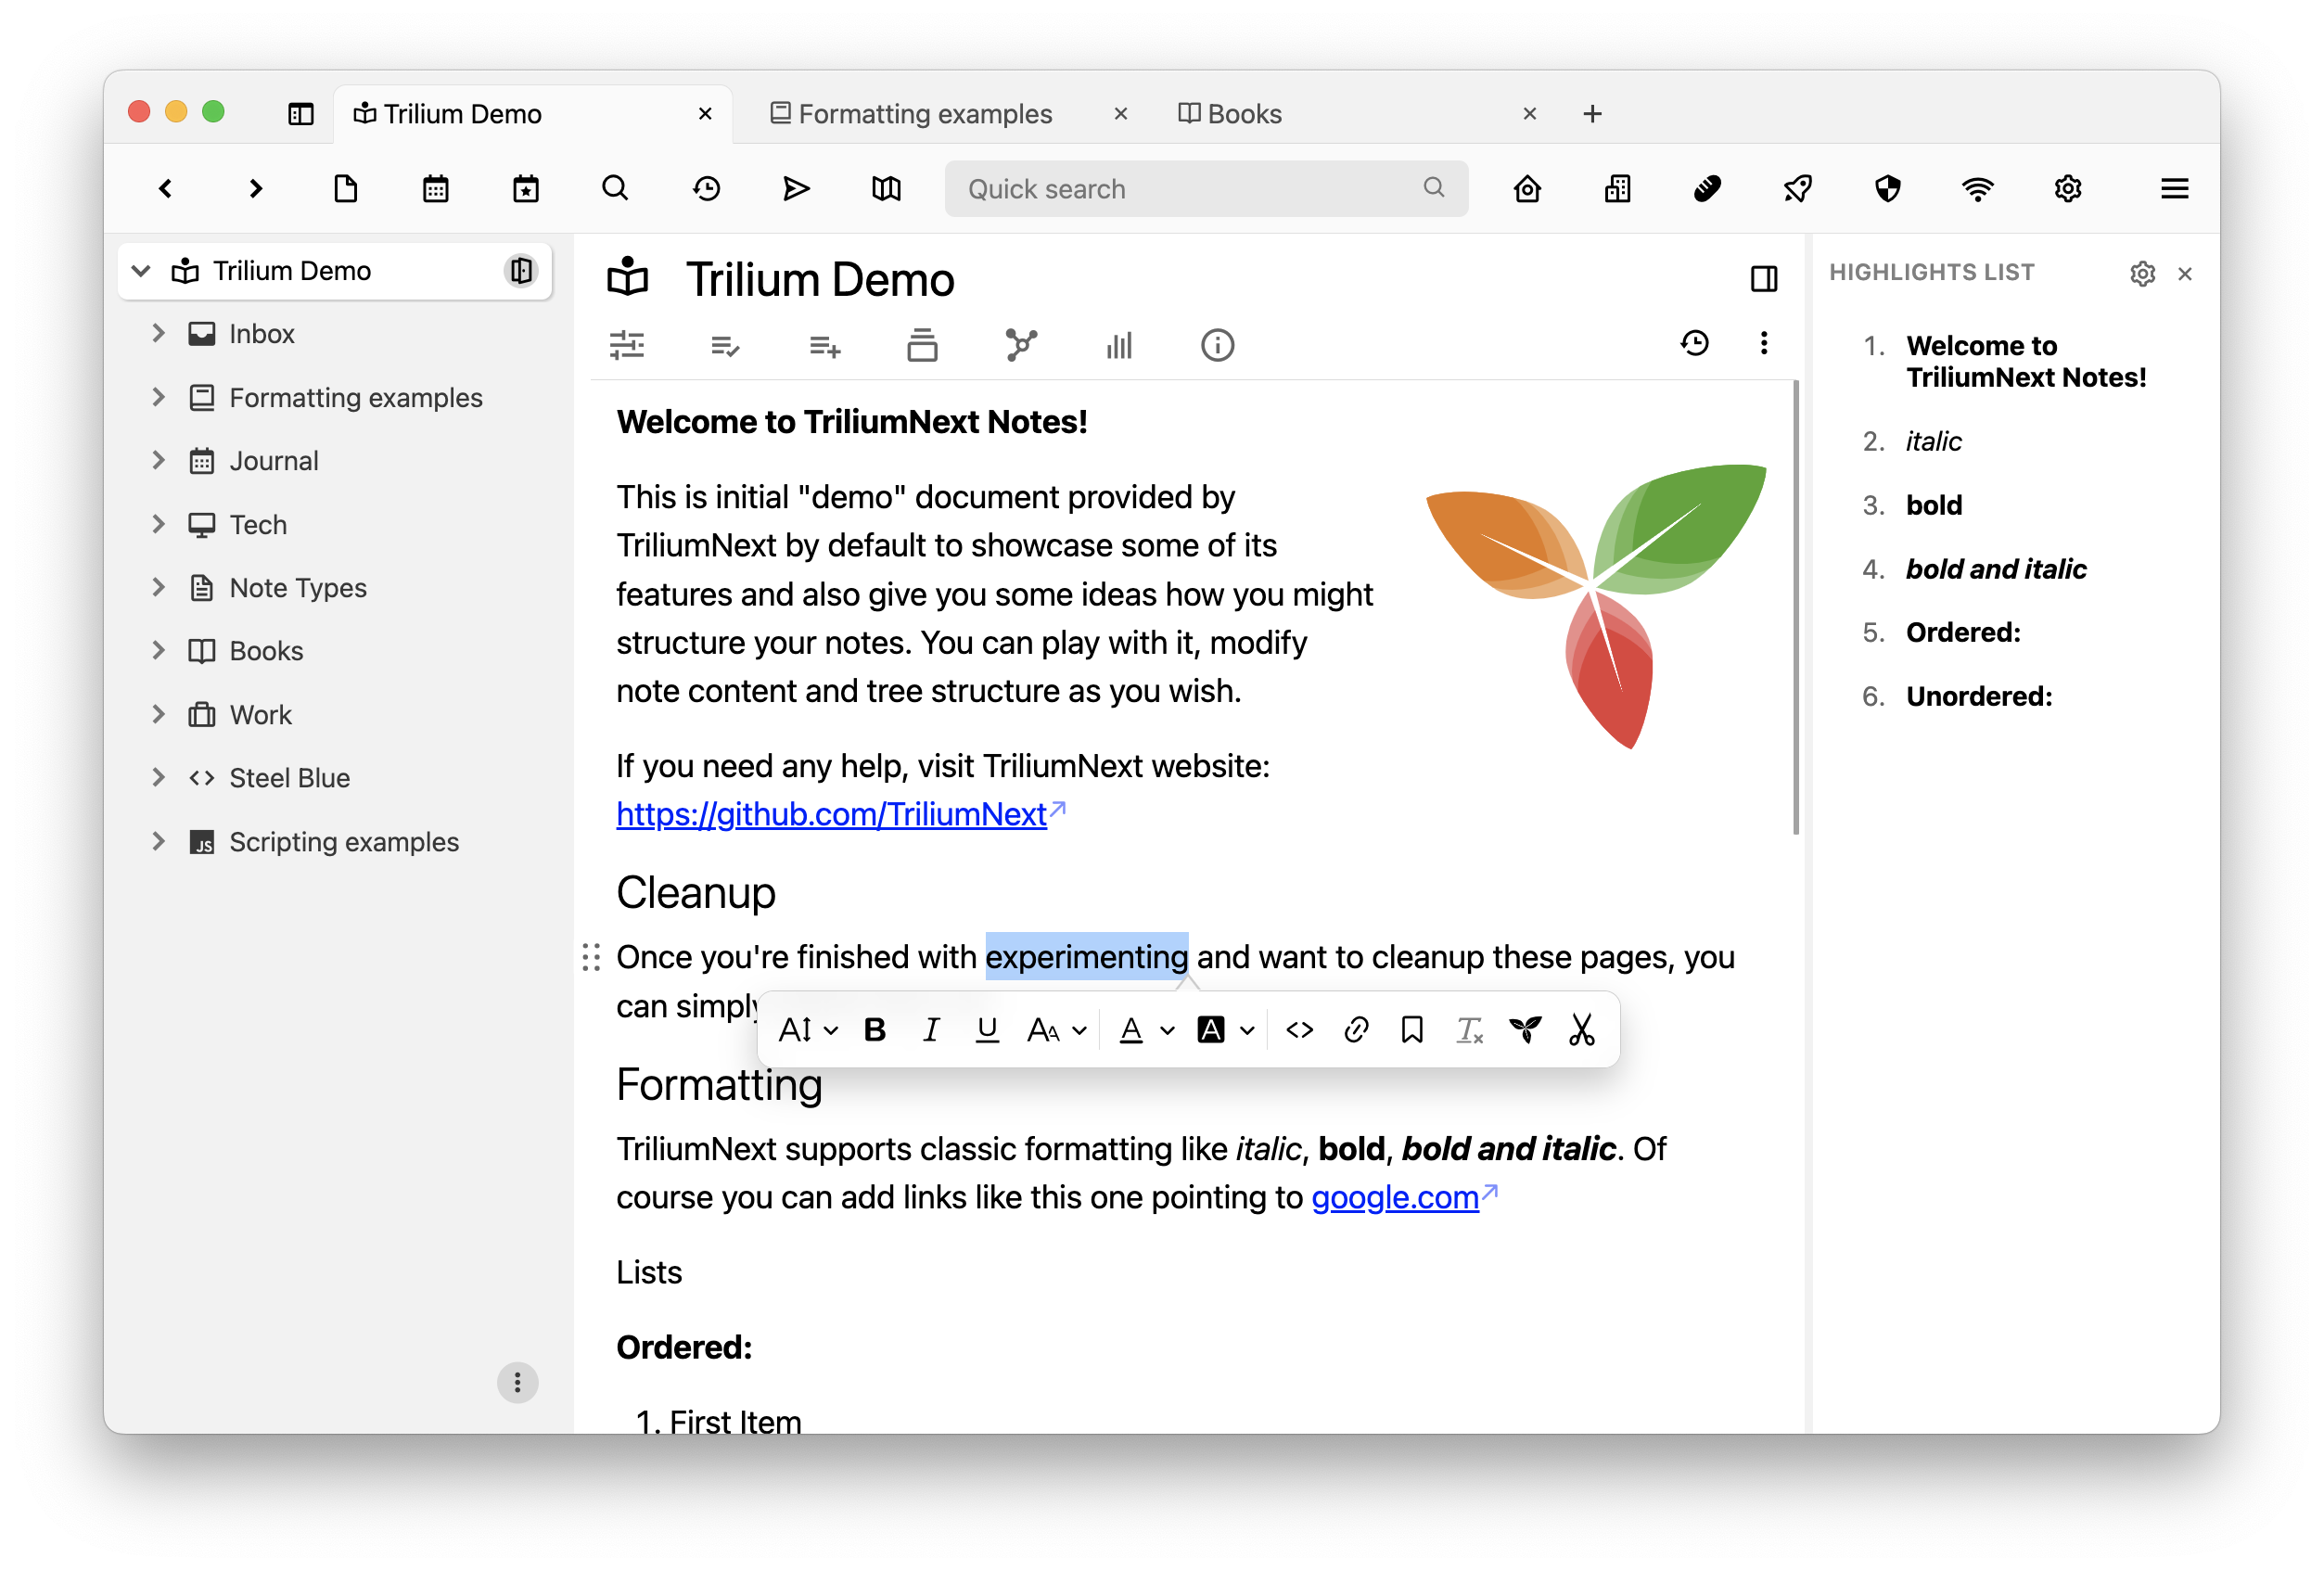 Trilium Demo
Formatting examples
Books
Quick search
Trilium Demo
Inbox
Formatting examples
Journal
Tech
Note Types
Books
Work
Steel Blue
JS Scripting examples
Trilium Demo
Welcome to TriliumNext Notes!
This is initial "demo" document provided by
TriliumNext by default to showcase some of its
features and also give you some ideas how you might
structure your notes. You can play with it, modify
note content and tree structure as you wish.
If you need any help, visit TriliumNext website:
https://github.com/TriliumNext
Cleanup
Once you're finished with experimenting and want to cleanup these pages, you
can simply
Formatting
TriliumNext supports classic formatting like italic, bold, bold and italic. Of
course you can add links like this one pointing to google.com
Lists
Ordered:
1. First Item
HIGHLIGHTS LIST
1. Welcome to
TriliumNext Notes!
2. italic
3. bold
4. bold and italic
5. Ordered:
6. Unordered: